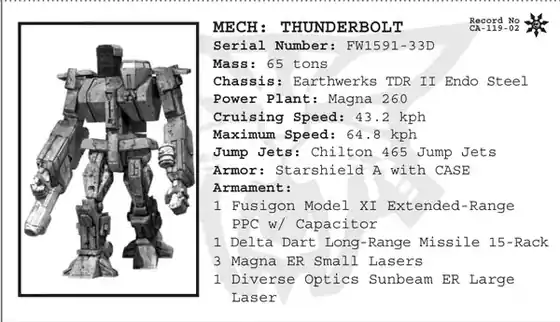 MECH: THUNDERBOLT
Record No
CA-119-02
Serial Number: FW1591-33D
Mass: 65 tons
Chassis: Earthwerks TDR II Endo Steel
Power Plant: Magna 260
Cruising Speed: 43.2 kph
Maximum Speed: 64.8 kph
Jump Jets: Chilton 465 Jump Jets
Armor: Starshield A with CASE
Armament:
1 Fusigon Model XI Extended-Range
PPC w/ Capacitor
1 Delta Dart Long-Range Missile 15-Rack
3 Magna ER Small Lasers
1 Diverse Optics Sunbeam ER Large
Laser